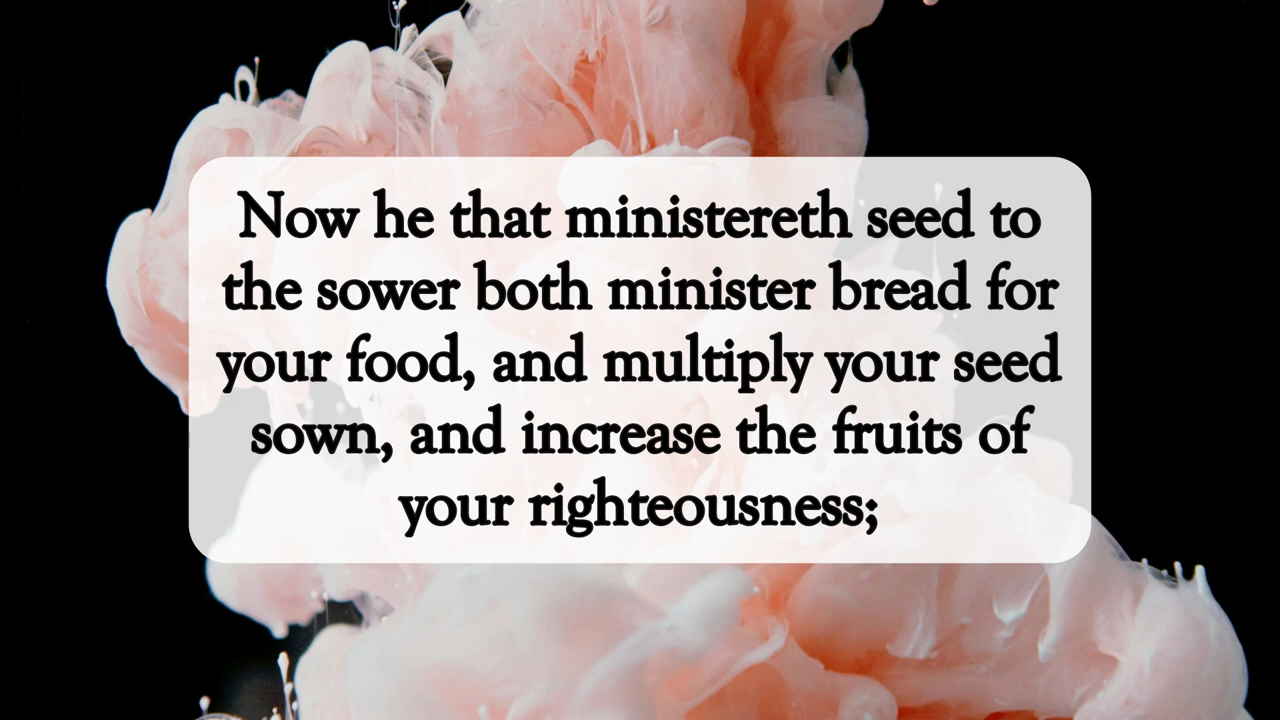 Now he that ministereth seed to
the sower both minister bread for
your food, and multiply your seed
sown, and increase the fruits of
your righteousness;